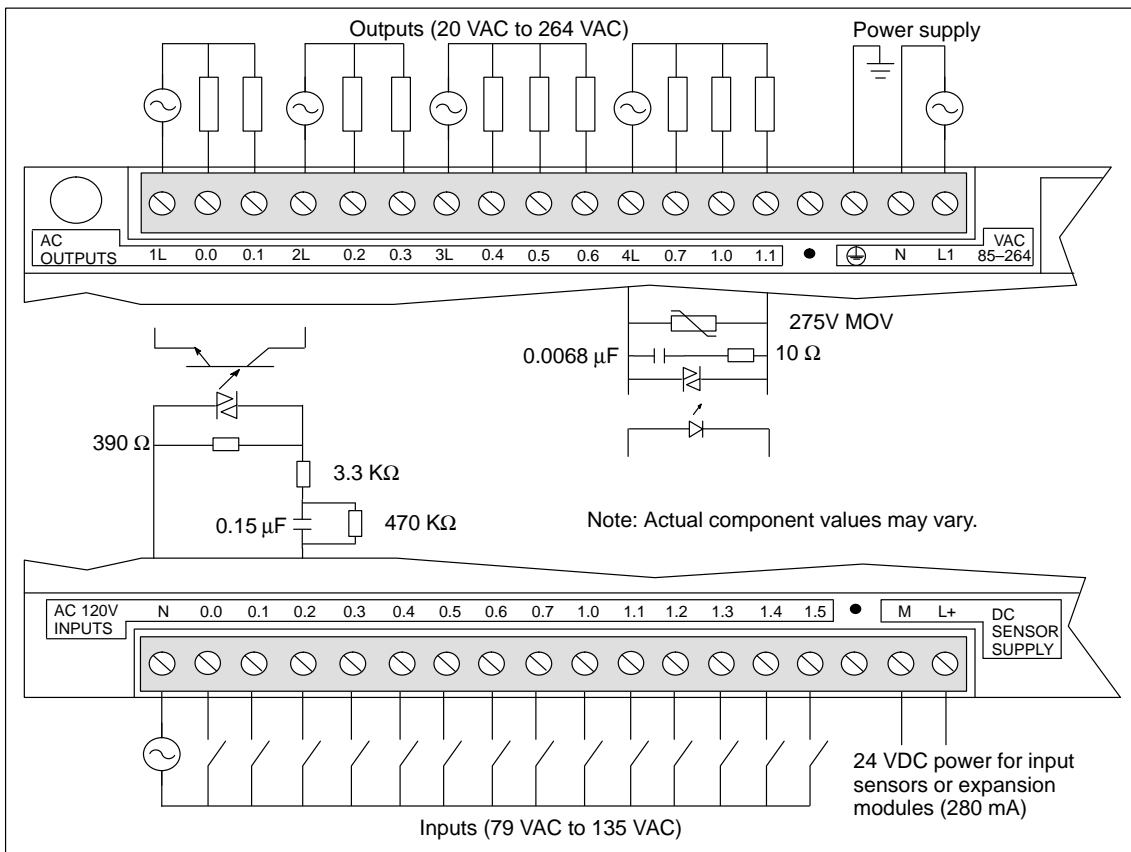 Outputs (20 VAC to 264 VAC)
Power supply
AC
OUTPUTS
1L 0.0 0.1 2L 0.2 0.3 3L 0.4 0.5 0.6 4L 0.7 1.0 1.1 ● N L1
VAC
85–264
275V MOV
0.0068 µF
10 Ω
390 Ω
3.3 KΩ
0.15 µF
470 KΩ
Note: Actual component values may vary.
AC 120V
INPUTS
N 0.0 0.1 0.2 0.3 0.4 0.5 0.6 0.7 1.0 1.1 1.2 1.3 1.4 1.5 ● M L+
DC
SENSOR
SUPPLY
24 VDC power for input
sensors or expansion
modules (280 mA)
Inputs (79 VAC to 135 VAC)